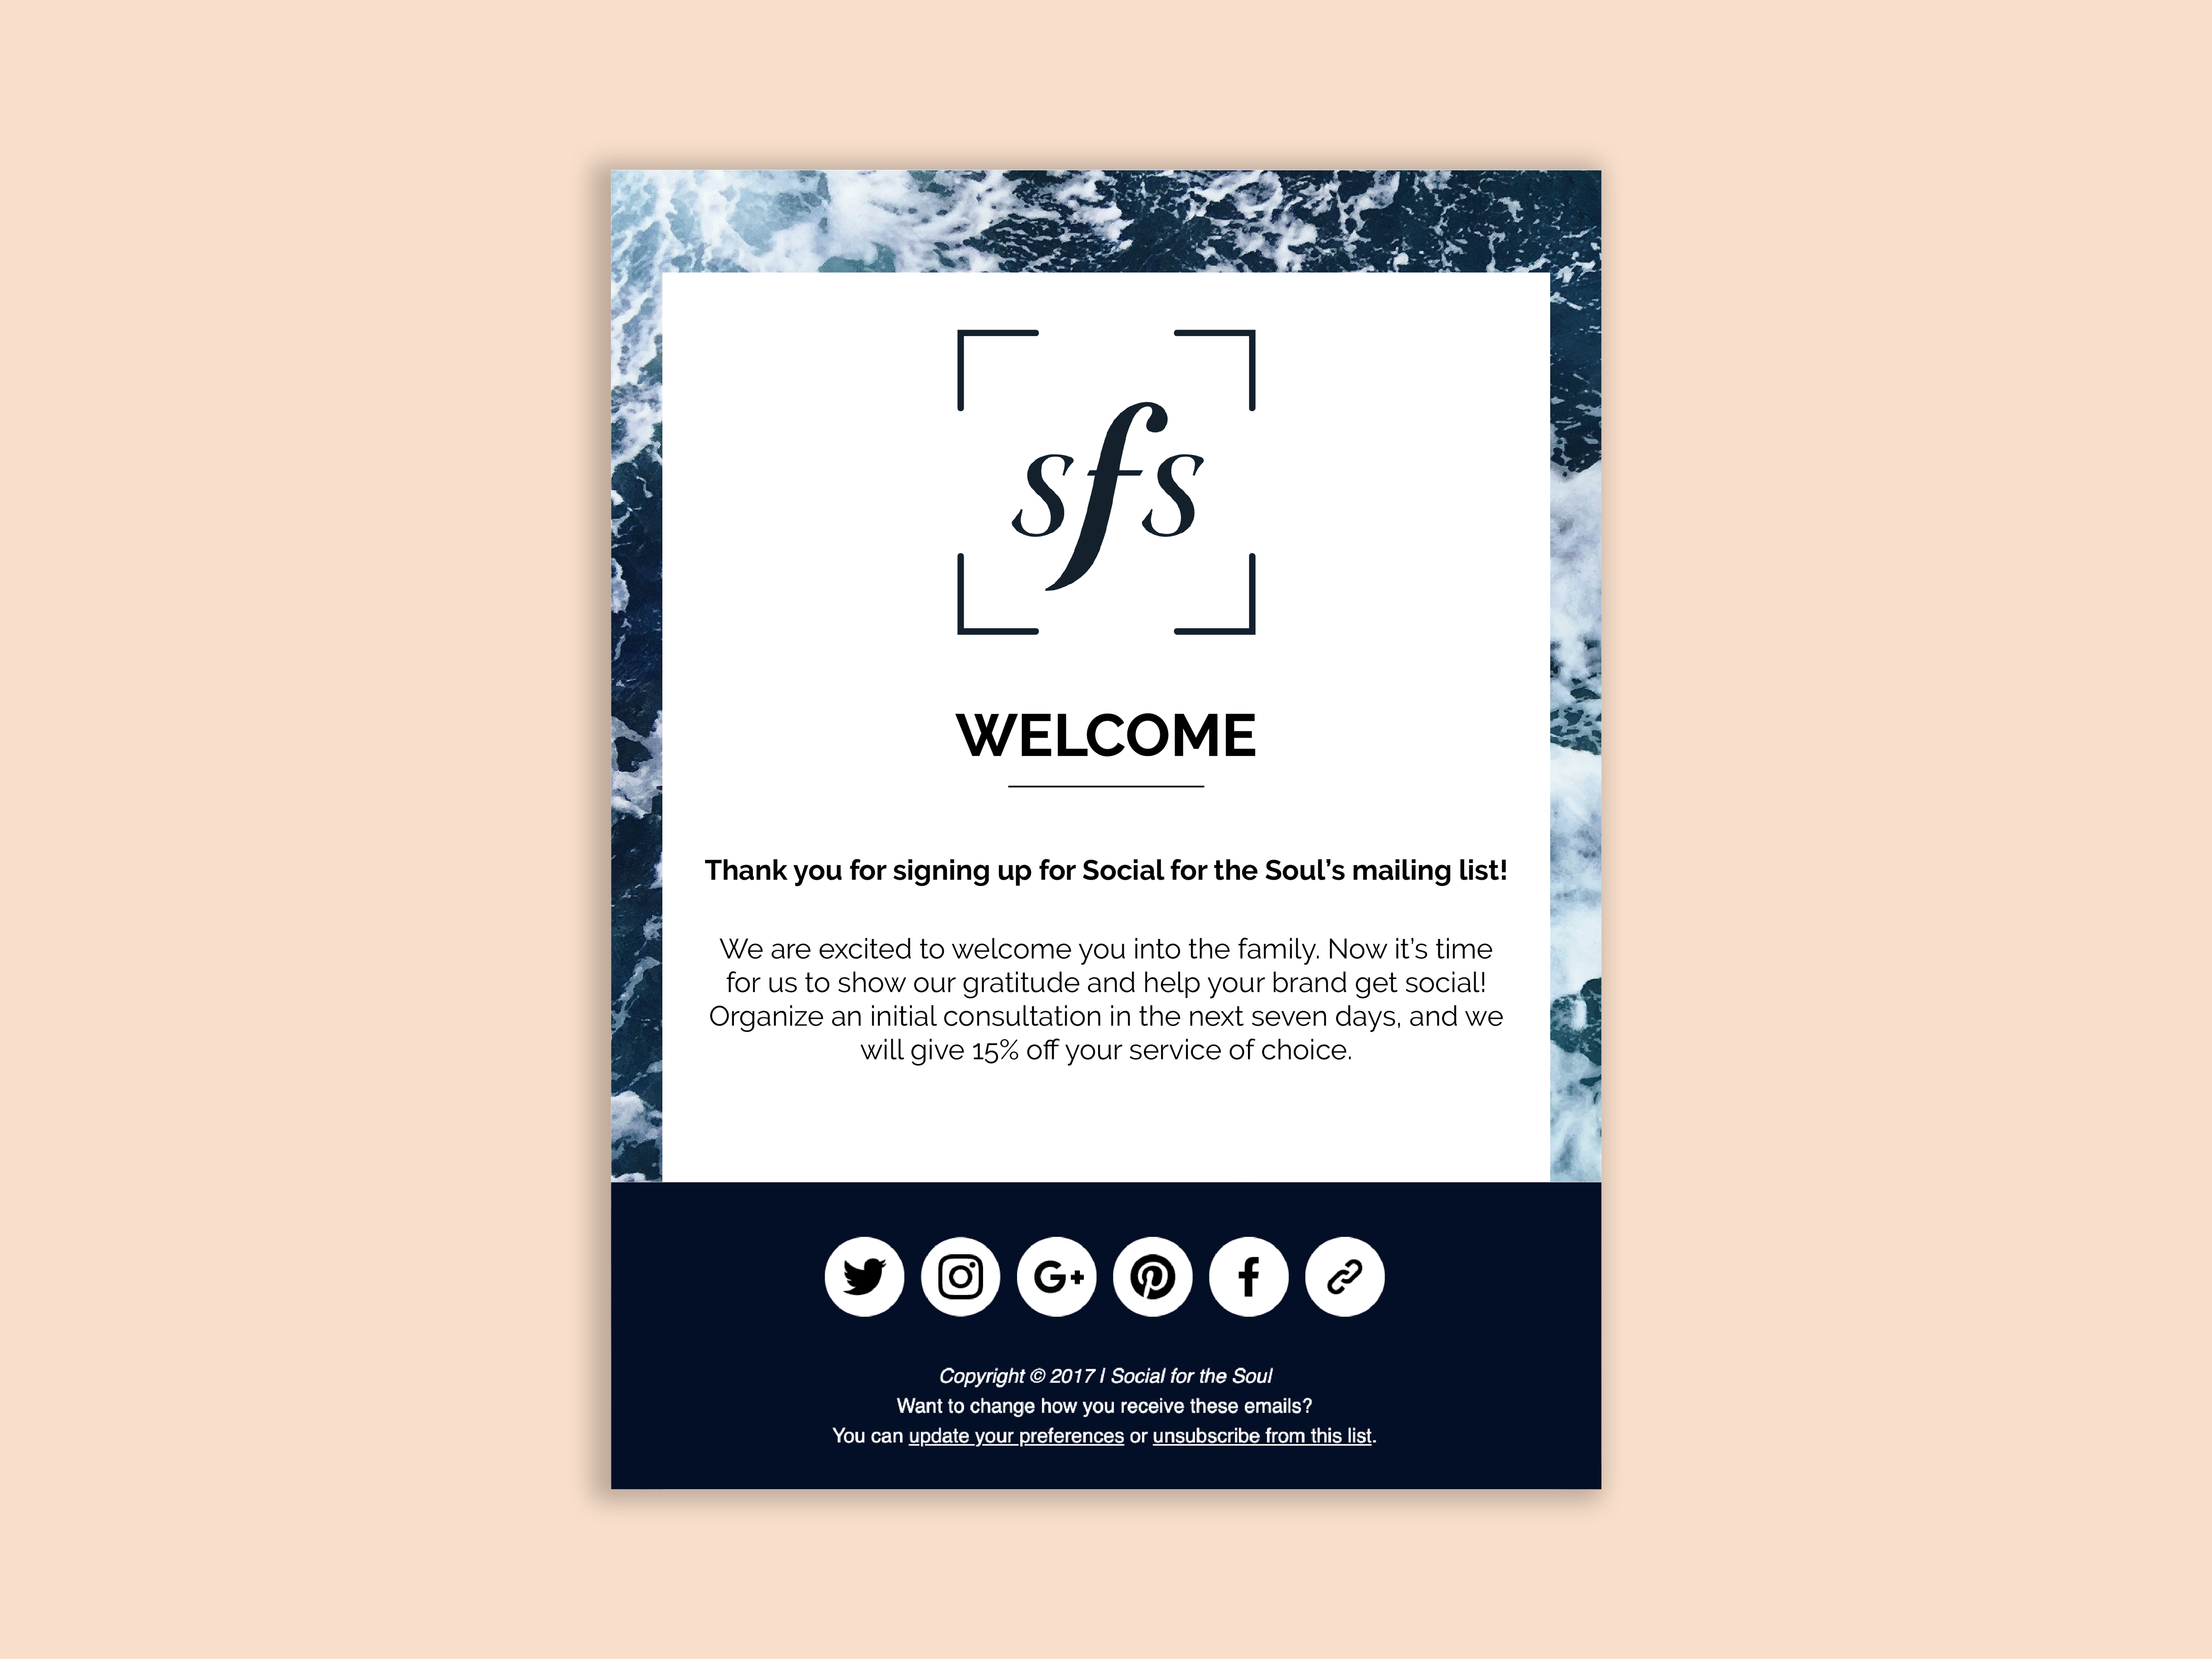 sfs
WELCOME
Thank you for signing up for Social for the Soul’s mailing list!
We are excited to welcome you into the family. Now it’s time
for us to show our gratitude and help your brand get social!
Organize an initial consultation in the next seven days, and we
will give 15% off your service of choice.
G+
Copyright © 2017 | Social for the Soul
Want to change how you receive these emails?
You can update your preferences or unsubscribe from this list.